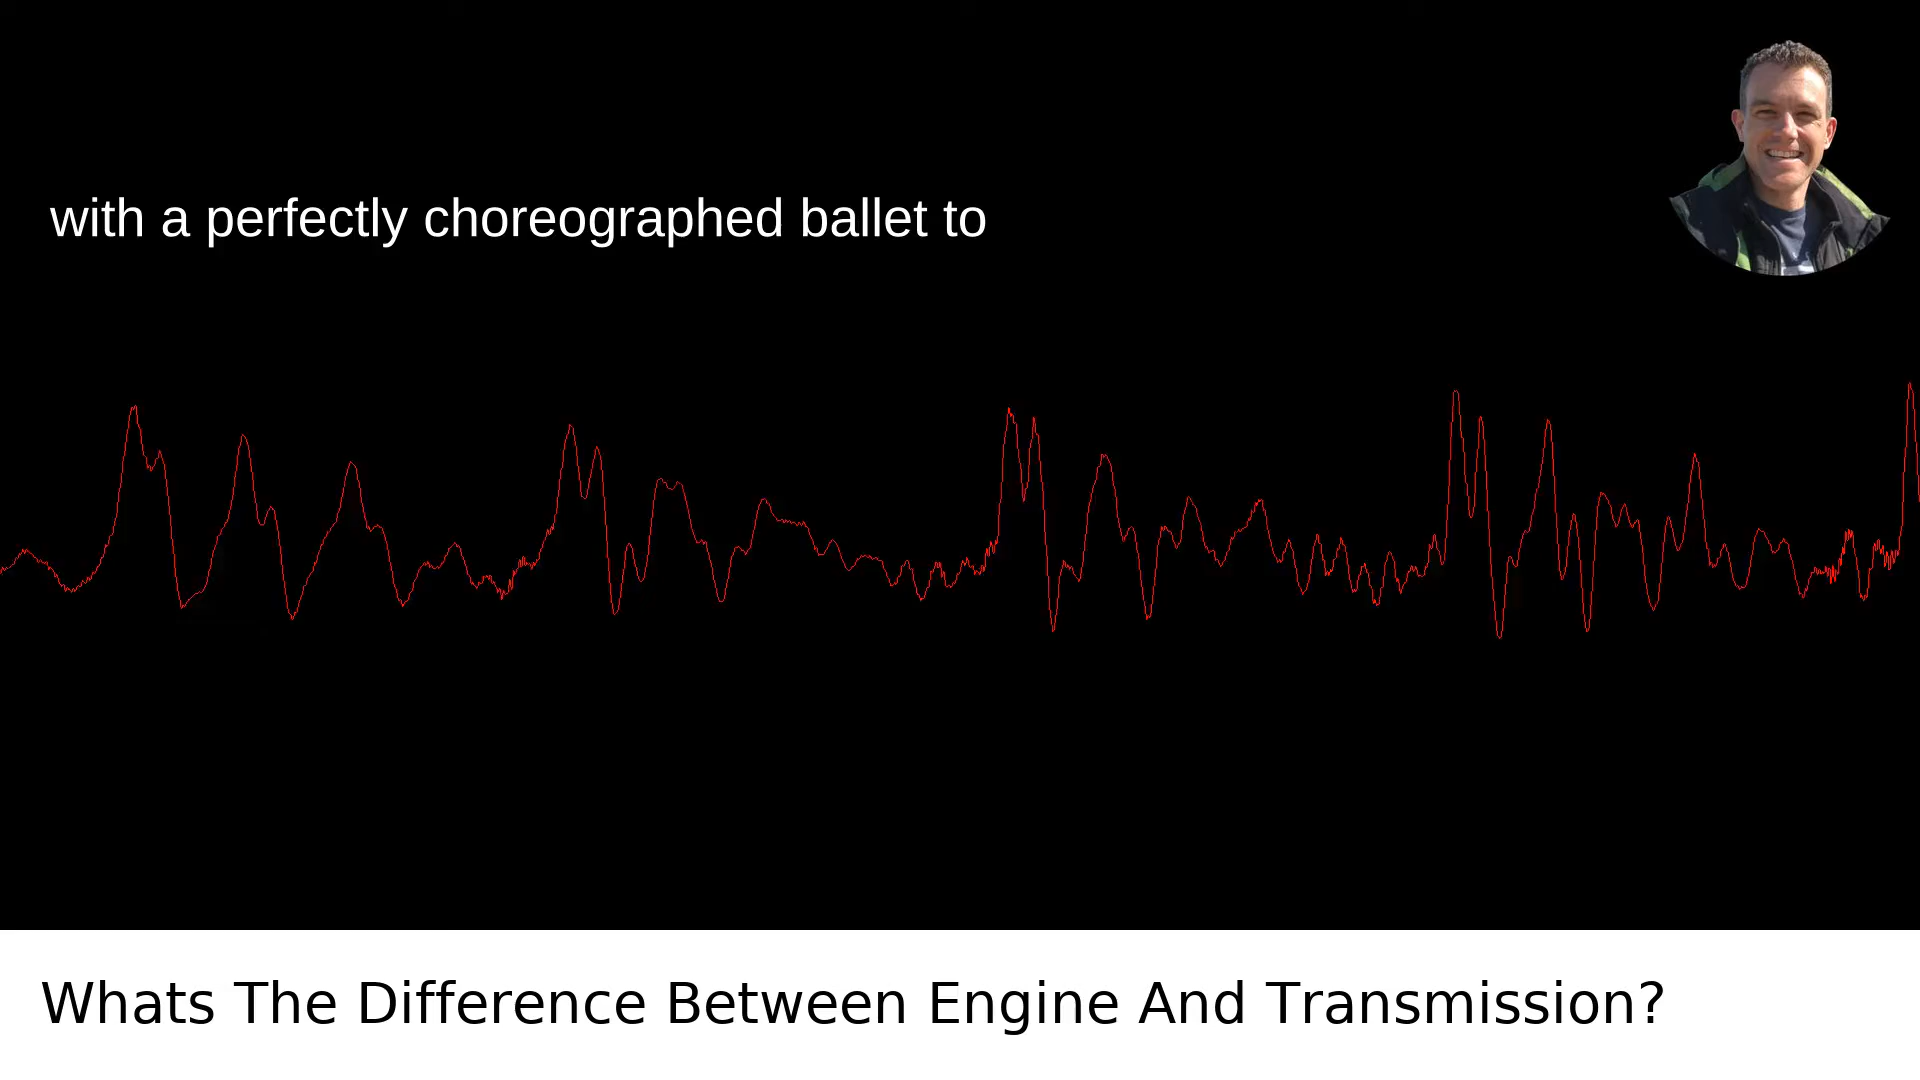 with a perfectly choreographed ballet to
Whats The Difference Between Engine And Transmission?